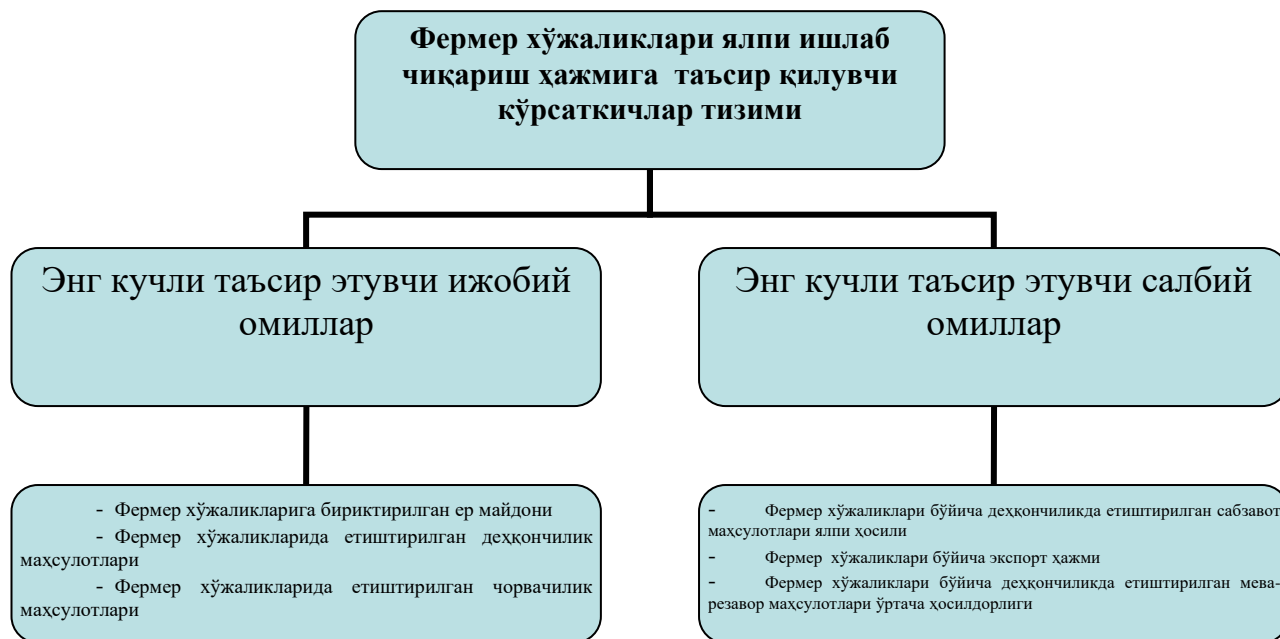 Фермер хўжаликлари ялпи ишлаб
чиқариш ҳажмига таъсир қилувчи
кўрсаткичлар тизими
Энг кучли таъсир этувчи ижобий
омиллар
Энг кучли таъсир этувчи салбий
омиллар
- Фермер хўжаликларига бириктирилган ер майдони
- Фермер хўжаликларида етиштирилган деҳқончилик
маҳсулотлари
- Фермер хўжаликларида етиштирилган чорвачилик
маҳсулотлари
- Фермер хўжаликлари бўйича деҳқончиликда етиштирилган сабзавот
маҳсулотлари ялпи ҳосили
- Фермер хўжаликлари бўйича экспорт ҳажми
- Фермер хўжаликлари бўйича деҳқончиликда етиштирилган мева-
резавор маҳсулотлари ўртача ҳосилдорлиги